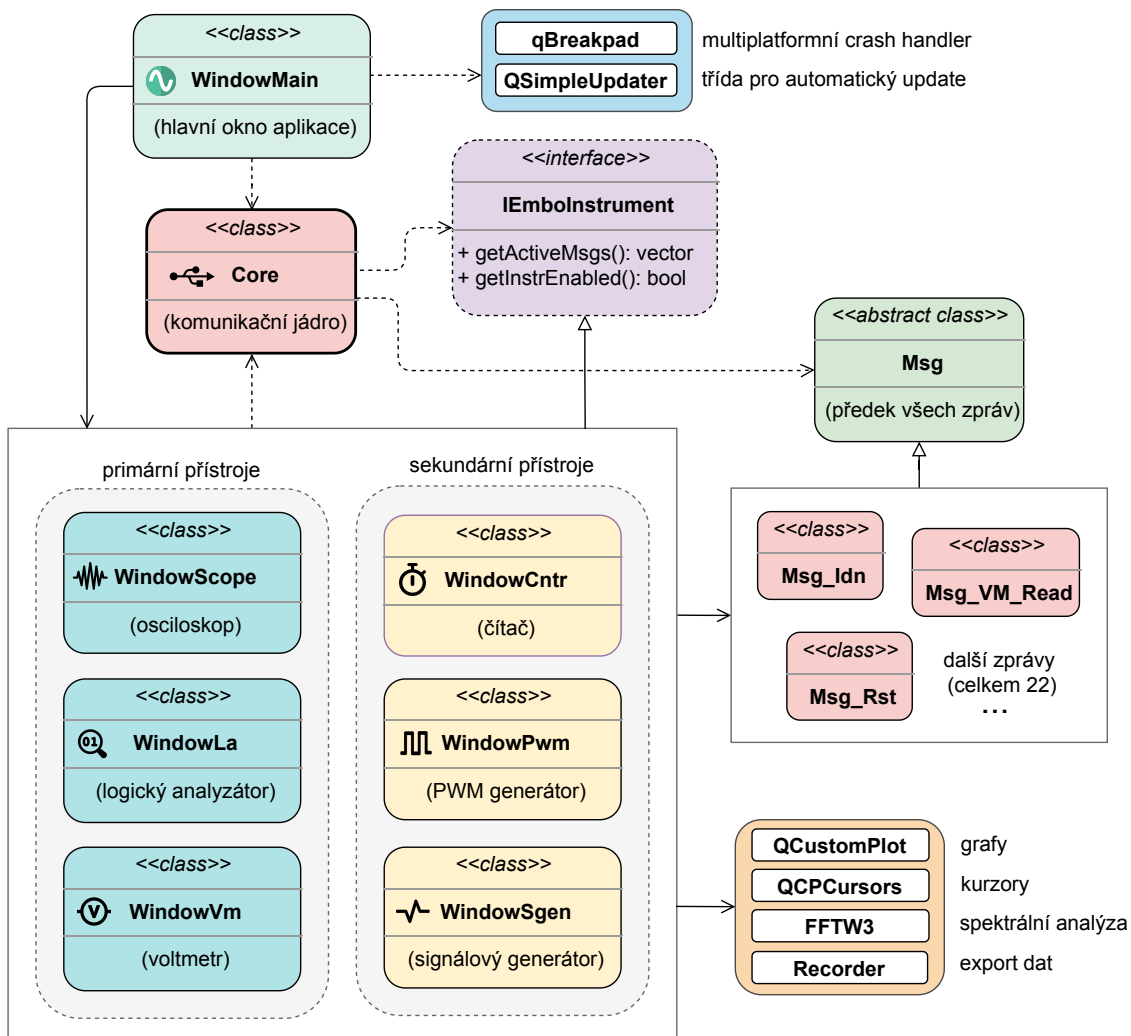 <<class>>
WindowMain
(hlavní okno aplikace)
qBreakpad
multiplatformní crash handler
QSimpleUpdater
třída pro automatický update
<<interface>>
IEmboInstrument
+ getActiveMsgs(): vector
+ getInstrEnabled(): bool
<<class>>
Core
(komunikační jádro)
<<abstract class>>
Msg
(předek všech zpráv)
primární přístroje
sekundární přístroje
<<class>>
WindowScope
(osciloskop)
<<class>>
WindowCntr
(čítač)
<<class>>
WindowLa
01
(logický analyzátor)
<<class>>
WindowPwm
(PWM generátor)
<<class>>
V
WindowVm
(voltmetr)
<<class>>
WindowSgen
(signálový generátor)
<<class>>
Msg_Idn
<<class>>
Msg_VM_Read
<<class>>
Msg_Rst
další zprávy
(celkem 22)
...
QCustomPlot
grafy
QCPCursors
kurzory
FFTW3
spektrální analýza
Recorder
export dat